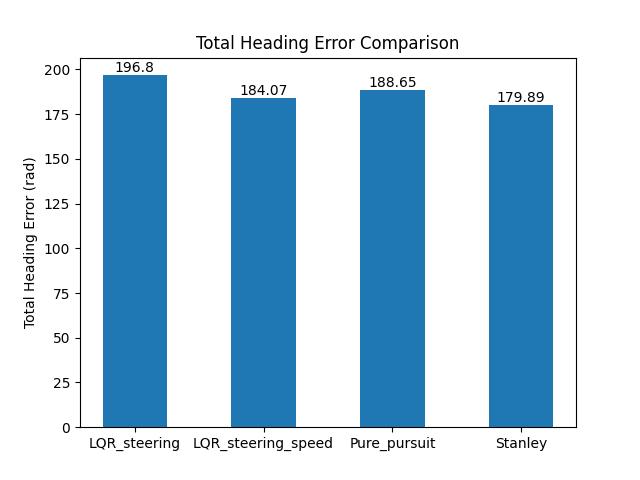 Total Heading Error Comparison
196.8
184.07
188.65
179.89
Total Heading Error (rad)
200
175
150
125
100
75
50
25
0
LQR_steering
LQR_steering_speed
Pure_pursuit
Stanley